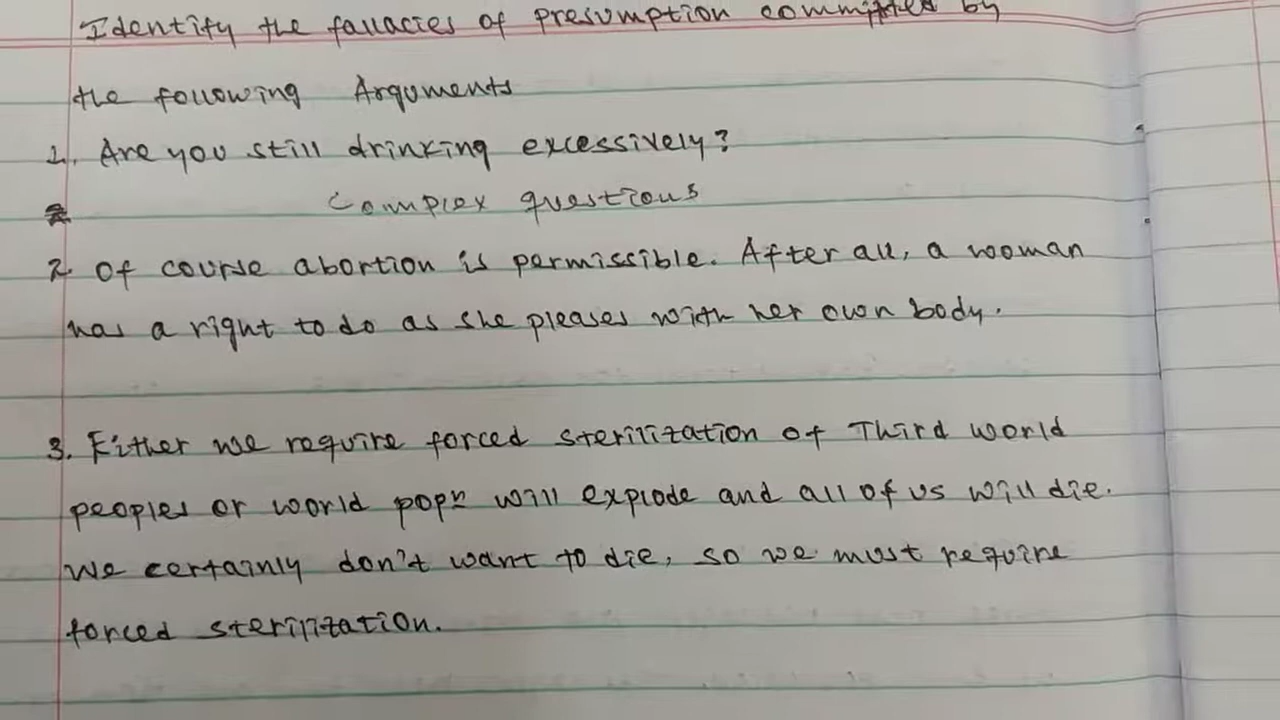 Identify the fallacies of presumption committed by
the following Arguments
1. Are you still drinking excessively?
Complex questions
2 Of course abortion is permissible. After all, a woman
has a right to do as she pleases with her own body.
3. Either we require forced sterilization of Third world
peoples or world popn will explode and all of us will die.
We certainly don't want to die, so we must require
forced sterilization.